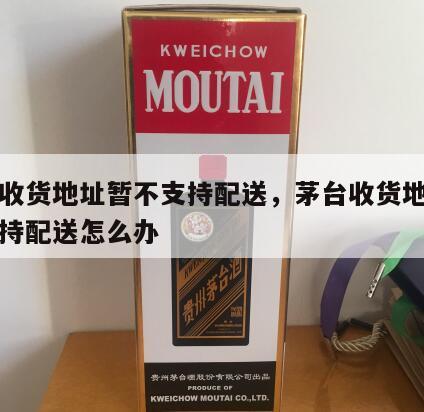 KWEICHOW
MOUTAI
收货地址暂不支持配送，茅台收货地
持配送怎么办
贵州茅台酒
贵州茅台酒股份有限公司出品
PRODUCE OF
KWEICHOW MOUTAI CO.,LTD.